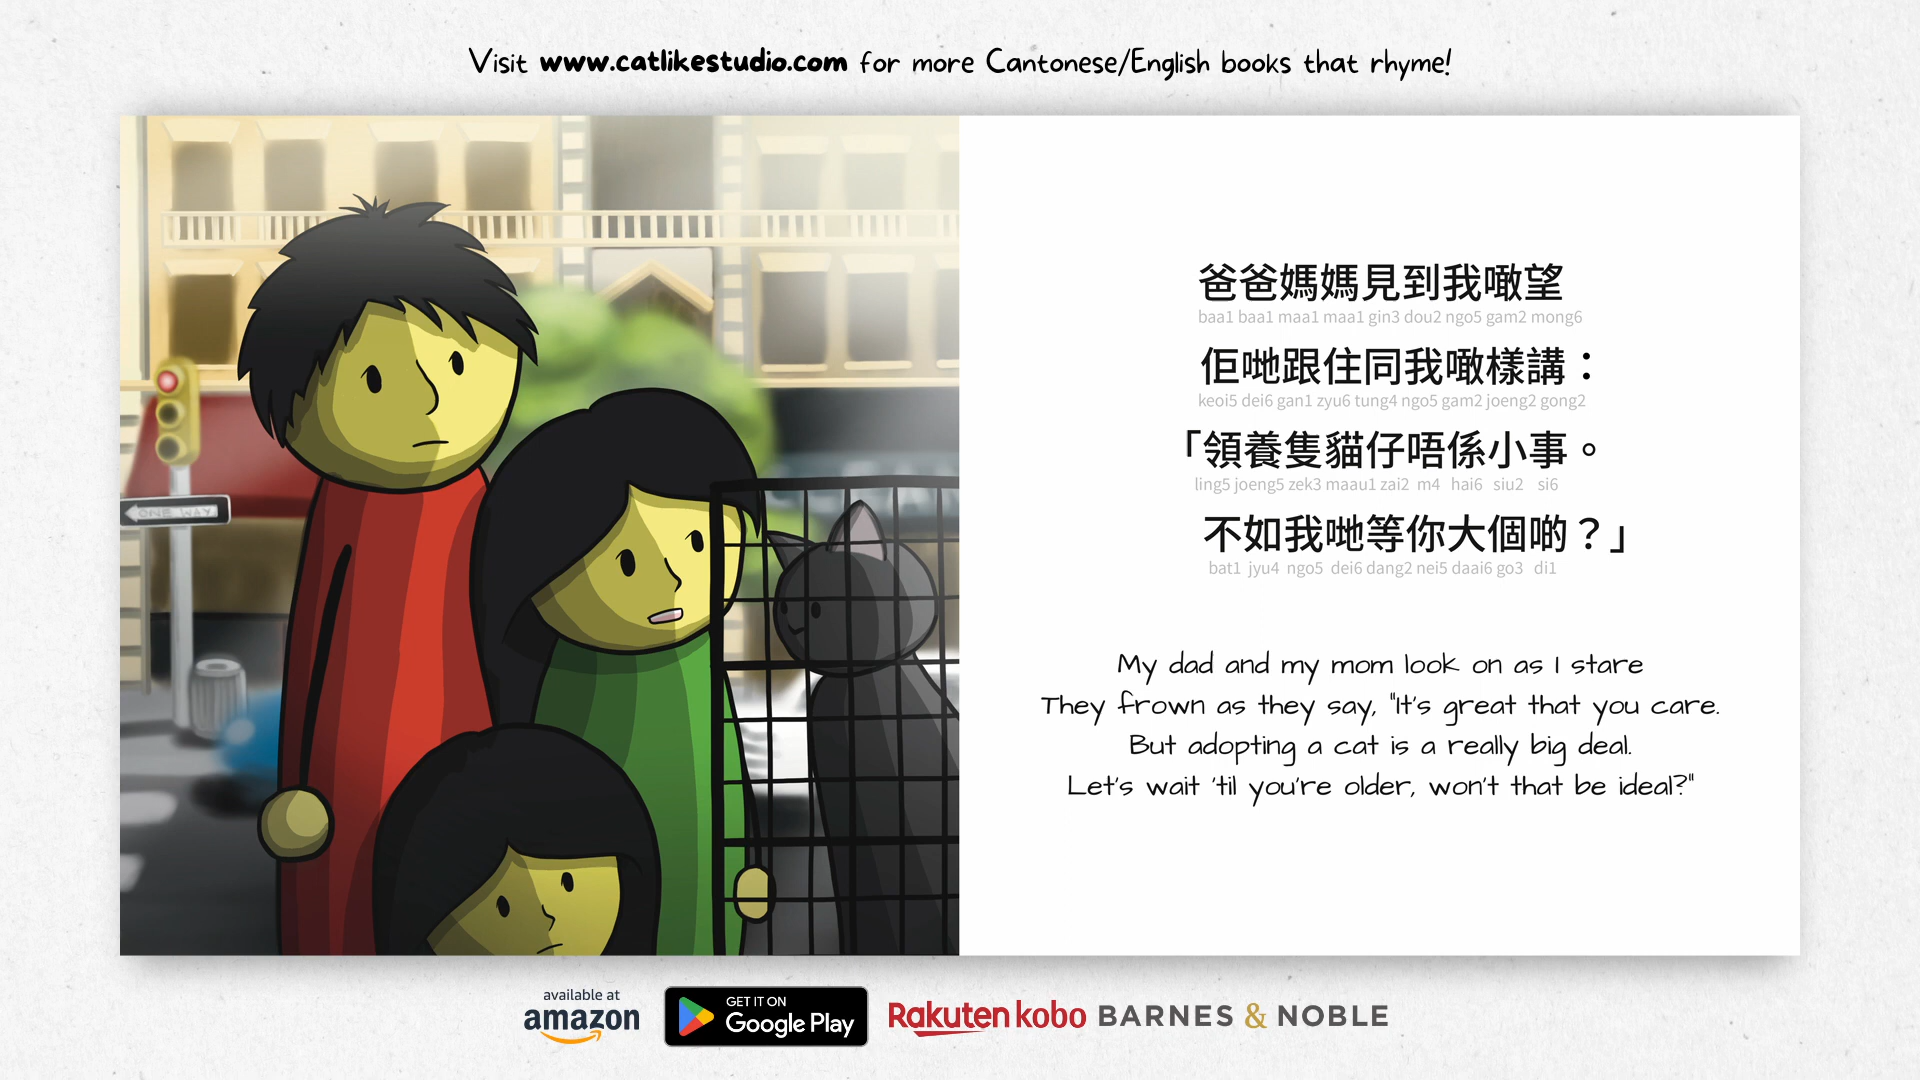 Visit www.catlikestudio.com for more Cantonese/English books that rhyme!
ONE WAY
爸爸媽媽見到我噉望
baa1 baa1 maa1 maa1 gin3 dou2 ngo5 gam2 mong6
佢哋跟住同我噉樣講：
keoi5 dei6 gan1 zyu6 tung4 ngo5 gam2 joeng2 gong2
「領養隻貓仔唔係小事。
ling5 joeng5 zek3 maau1 zai2 m4 hai6 siu2 si6
不如我哋等你大個啲？」
bat1 jyu4 ngo5 dei6 dang2 nei5 daai6 go3 di1
My dad and my mom look on as I stare
They frown as they say, "It's great that you care.
But adopting a cat is a really big deal.
Let's wait 'til you're older, won't that be ideal?"
available at
amazon
GET IT ON
Google Play
Rakuten kobo
BARNES & NOBLE